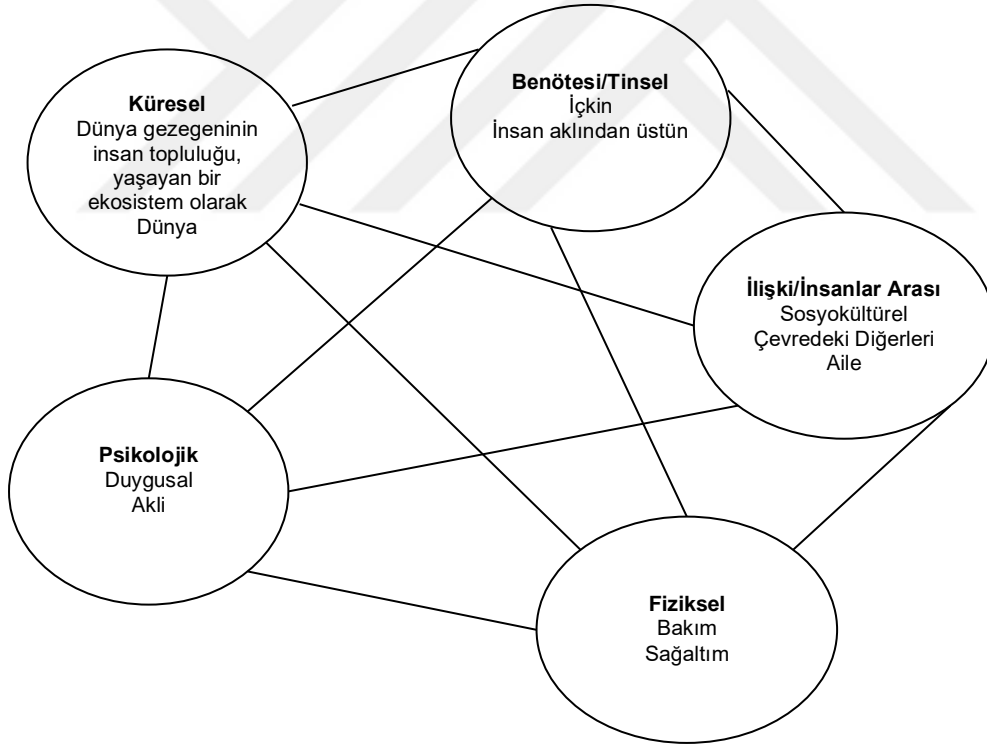 Küresel
Dünya gezegeninin
insan topluluğu,
yaşayan bir
ekosistem olarak
Dünya
Benötesi/Tinsel
İçkin
İnsan aklından üstün
İlişki/İnsanlar Arası
Sosyokültürel
Çevredeki Diğerleri
Aile
Psikolojik
Duygusal
Akli
Fiziksel
Bakım
Sağaltım